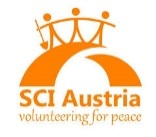 SCI Austria
volunteering for peace